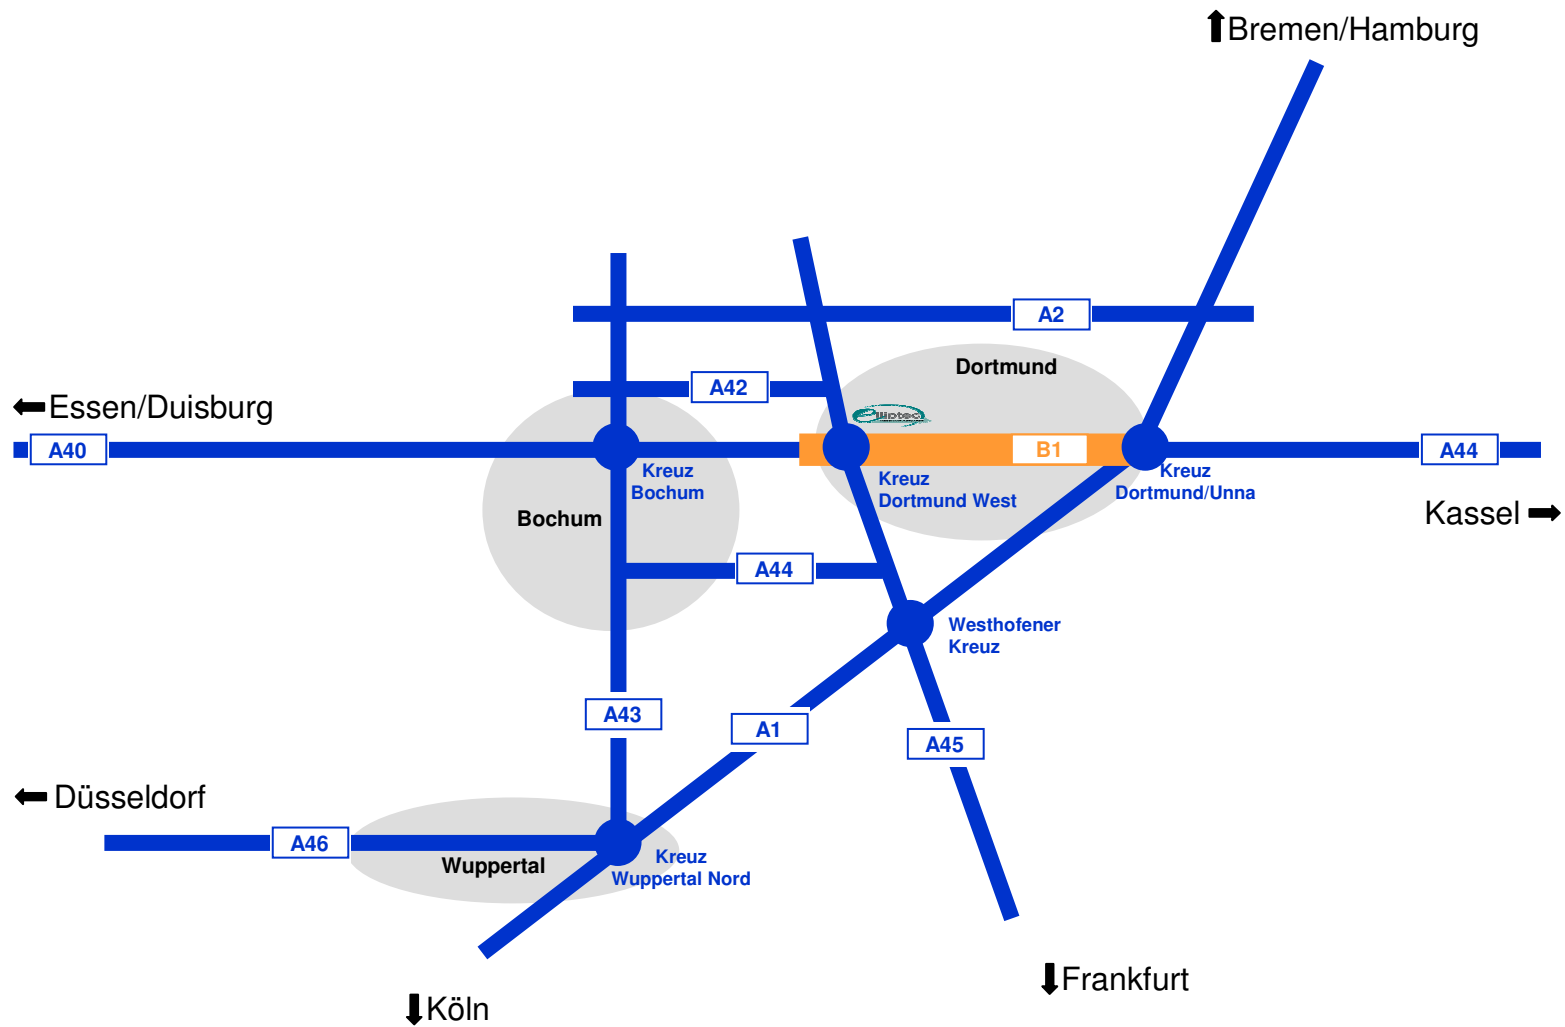 Bremen/Hamburg
A2
Dortmund
A42
Essen/Duisburg
elliptec
A40
B1
A44
Kreuz
Bochum
Kreuz
Dortmund West
Kreuz
Dortmund/Unna
Kassel
Bochum
A44
Westhofener
Kreuz
A43
A1
A45
Düsseldorf
A46
Wuppertal
Kreuz
Wuppertal Nord
Frankfurt
Köln